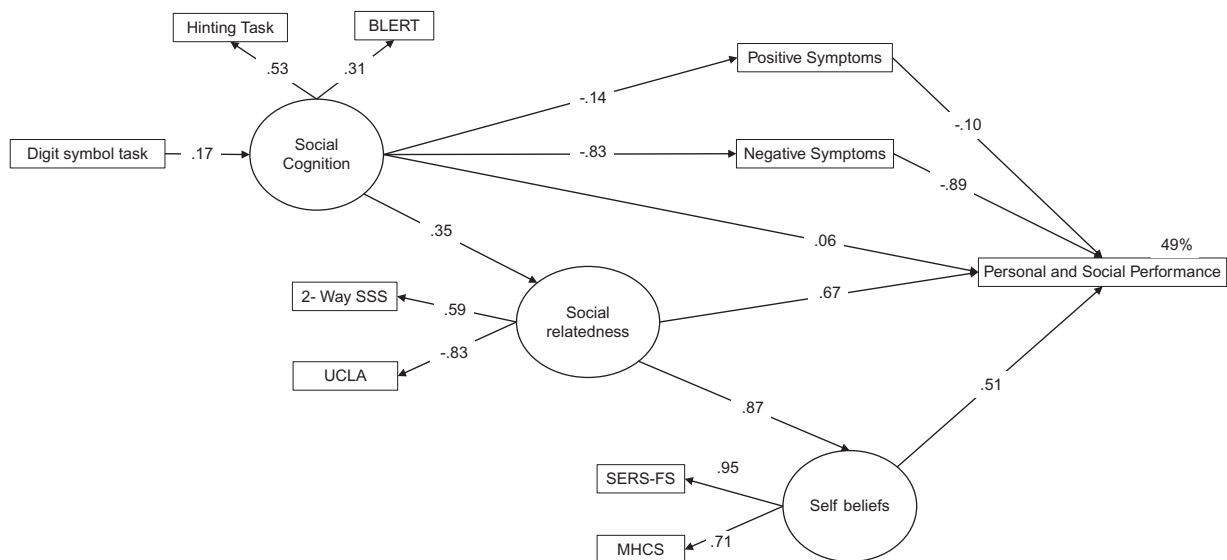 Hinting Task
BLERT
.53
.31
Positive Symptoms
-.14
-.10
Digit symbol task
.17
Social
Cognition
-.83
Negative Symptoms
-.89
.35
.06
49%
Personal and Social Performance
2- Way SSS
.59
Social
relatedness
.67
-.83
UCLA
.87
.51
SERS-FS
.95
Self beliefs
MHCS
.71